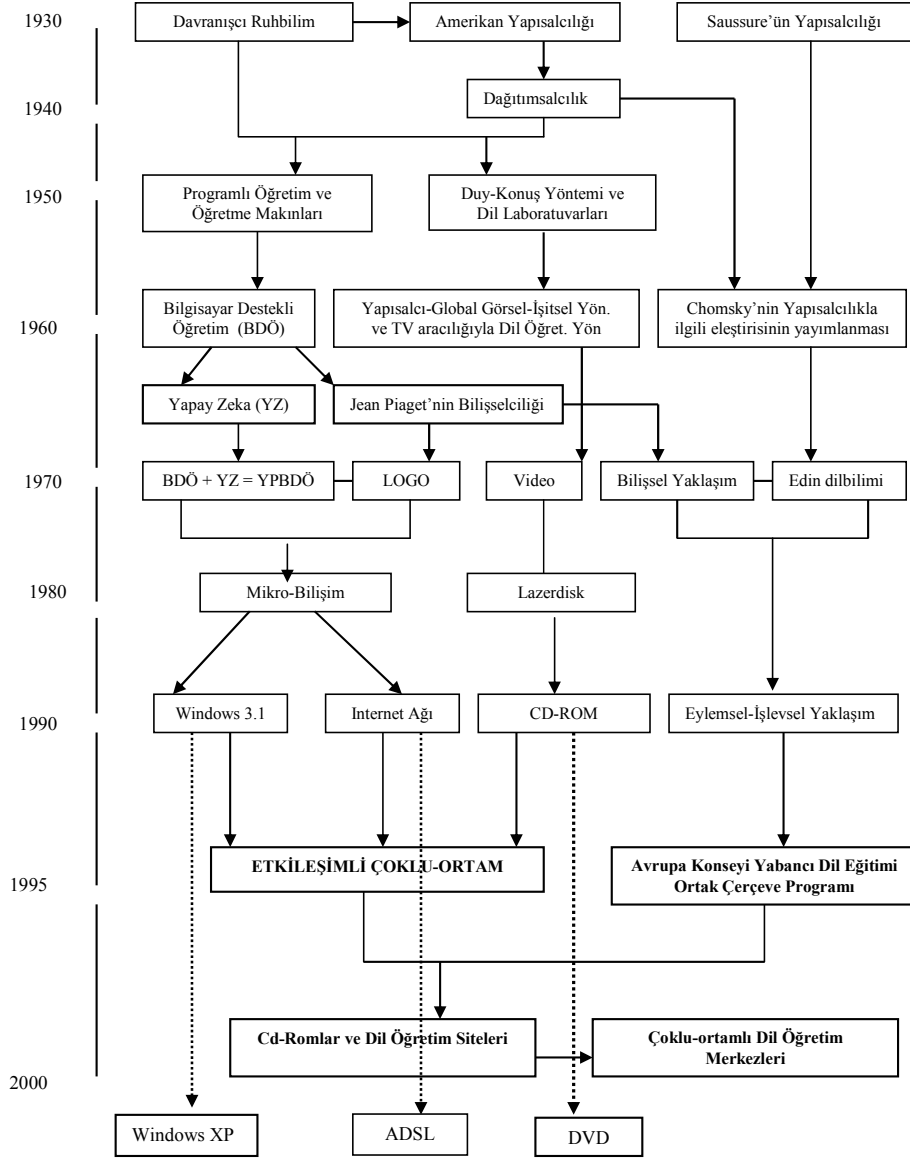 1930
Davranışcı Ruhbilim
Amerikan Yapısalcılığı
Saussure'ün Yapısalcılığı
Dağıtımsalcılık
1940
Programlı Öğretim ve
Öğretme Makınları
Duy-Konuş Yöntemi ve
Dil Laboratuvarları
1950
Bilgisayar Destekli
Öğretim (BDÖ)
Yapısalcı-Global Görsel-İşitsel Yön.
ve TV aracılığıyla Dil Öğret. Yön
Chomsky'nin Yapısalcılıkla
ilgili eleştirisinin yayımlanması
1960
Yapay Zeka (YZ)
Jean Piaget'nin Bilişselciliği
1970
BDÖ + YZ = YPBDÖ
LOGO
Video
Bilişsel Yaklaşım
Edin dilbilimi
1980
Mikro-Bilişim
Lazerdisk
Windows 3.1
Internet Ağı
CD-ROM
Eylemsel-İşlevsel Yaklaşım
1990
ETKİLEŞİMLİ ÇOKLU-ORTAM
Avrupa Konseyi Yabancı Dil Eğitimi
Ortak Çerçeve Programı
1995
Cd-Romlar ve Dil Öğretim Siteleri
Çoklu-ortamlı Dil Öğretim
Merkezleri
2000
Windows XP
ADSL
DVD